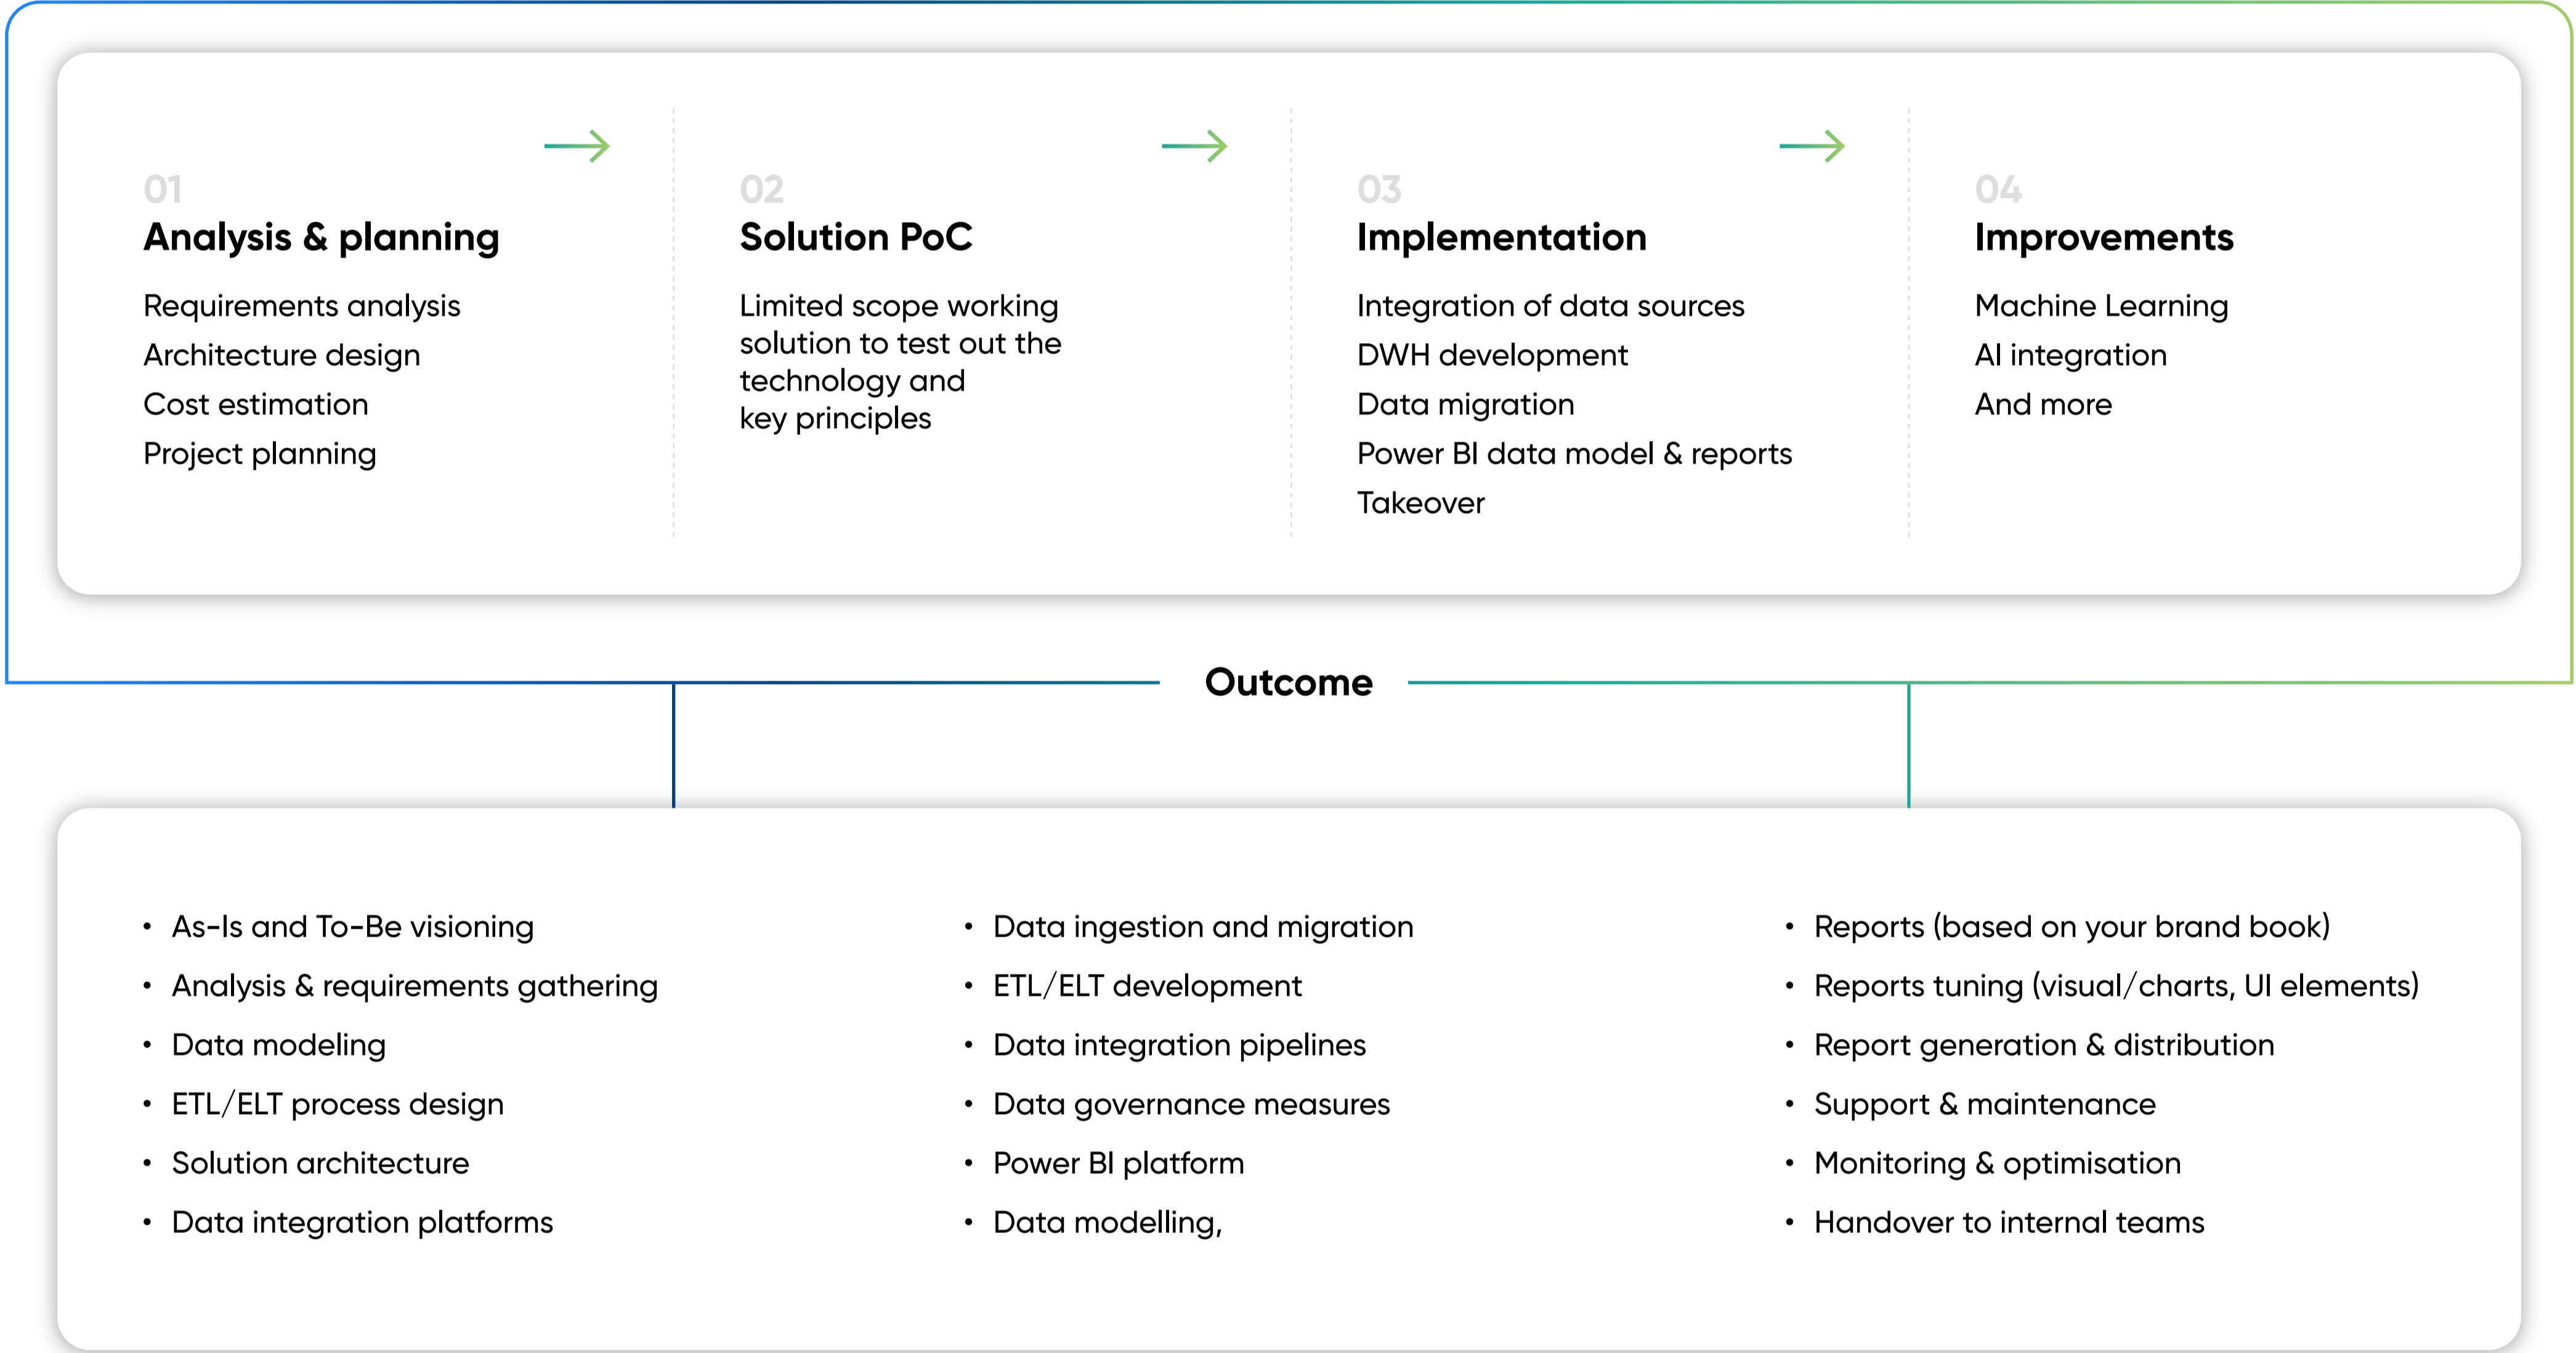 01
Analysis & planning
Requirements analysis
Architecture design
Cost estimation
Project planning
02
Solution PoC
Limited scope working
solution to test out the
technology and
key principles
03
Implementation
Integration of data sources
DWH development
Data migration
Power BI data model & reports
Takeover
04
Improvements
Machine Learning
AI integration
And more
Outcome
• As-Is and To-Be visioning
• Analysis & requirements gathering
• Data modeling
• ETL/ELT process design
• Solution architecture
• Data integration platforms
• Data ingestion and migration
• ETL/ELT development
• Data integration pipelines
• Data governance measures
• Power BI platform
• Data modelling,
• Reports (based on your brand book)
• Reports tuning (visual/charts, UI elements)
• Report generation & distribution
• Support & maintenance
• Monitoring & optimisation
• Handover to internal teams